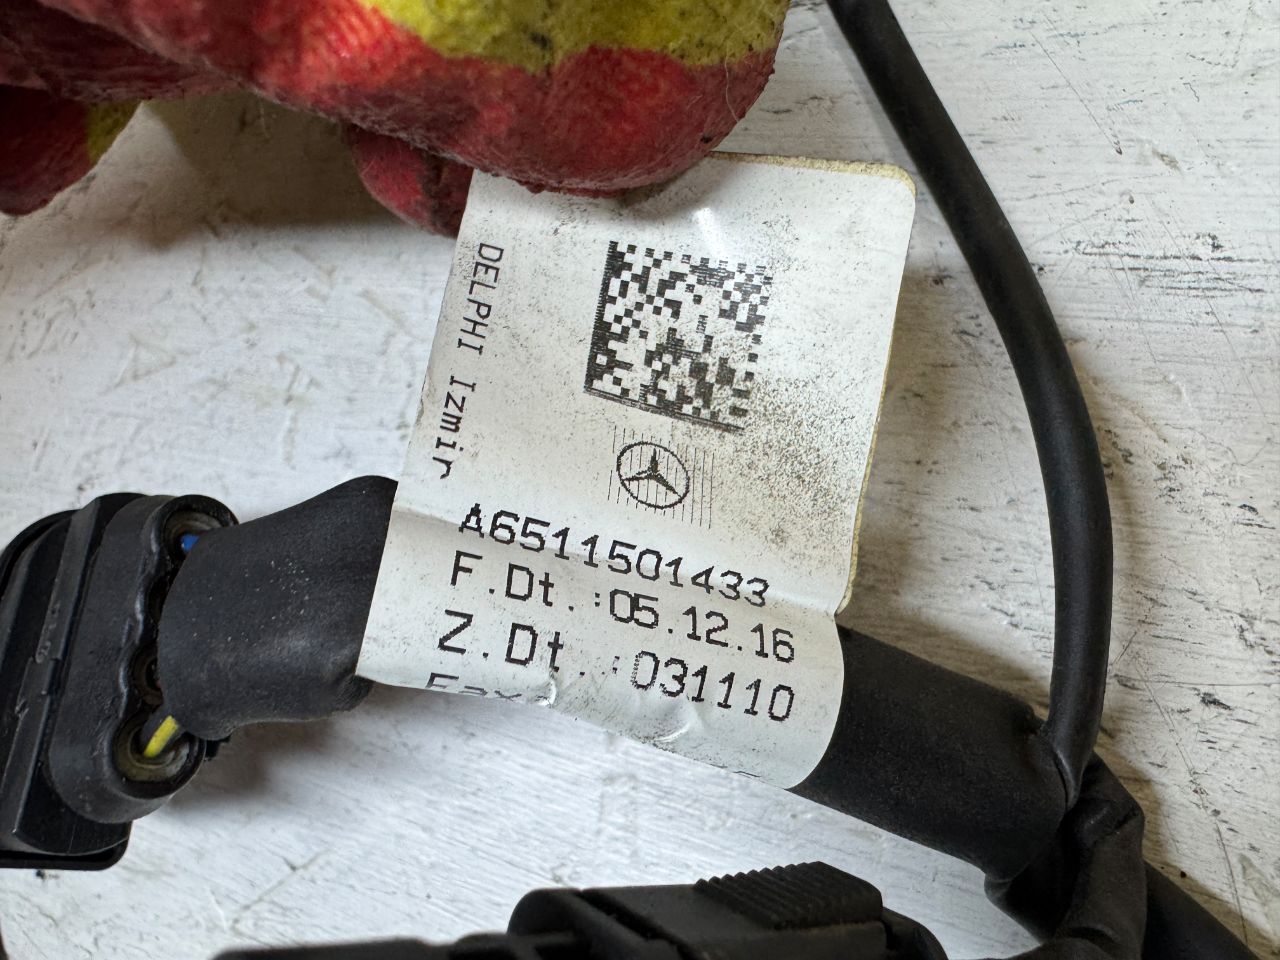 DELPHI Izmir
A6511501433
F.Dt.:05.12.16
Z.Dt.:031110